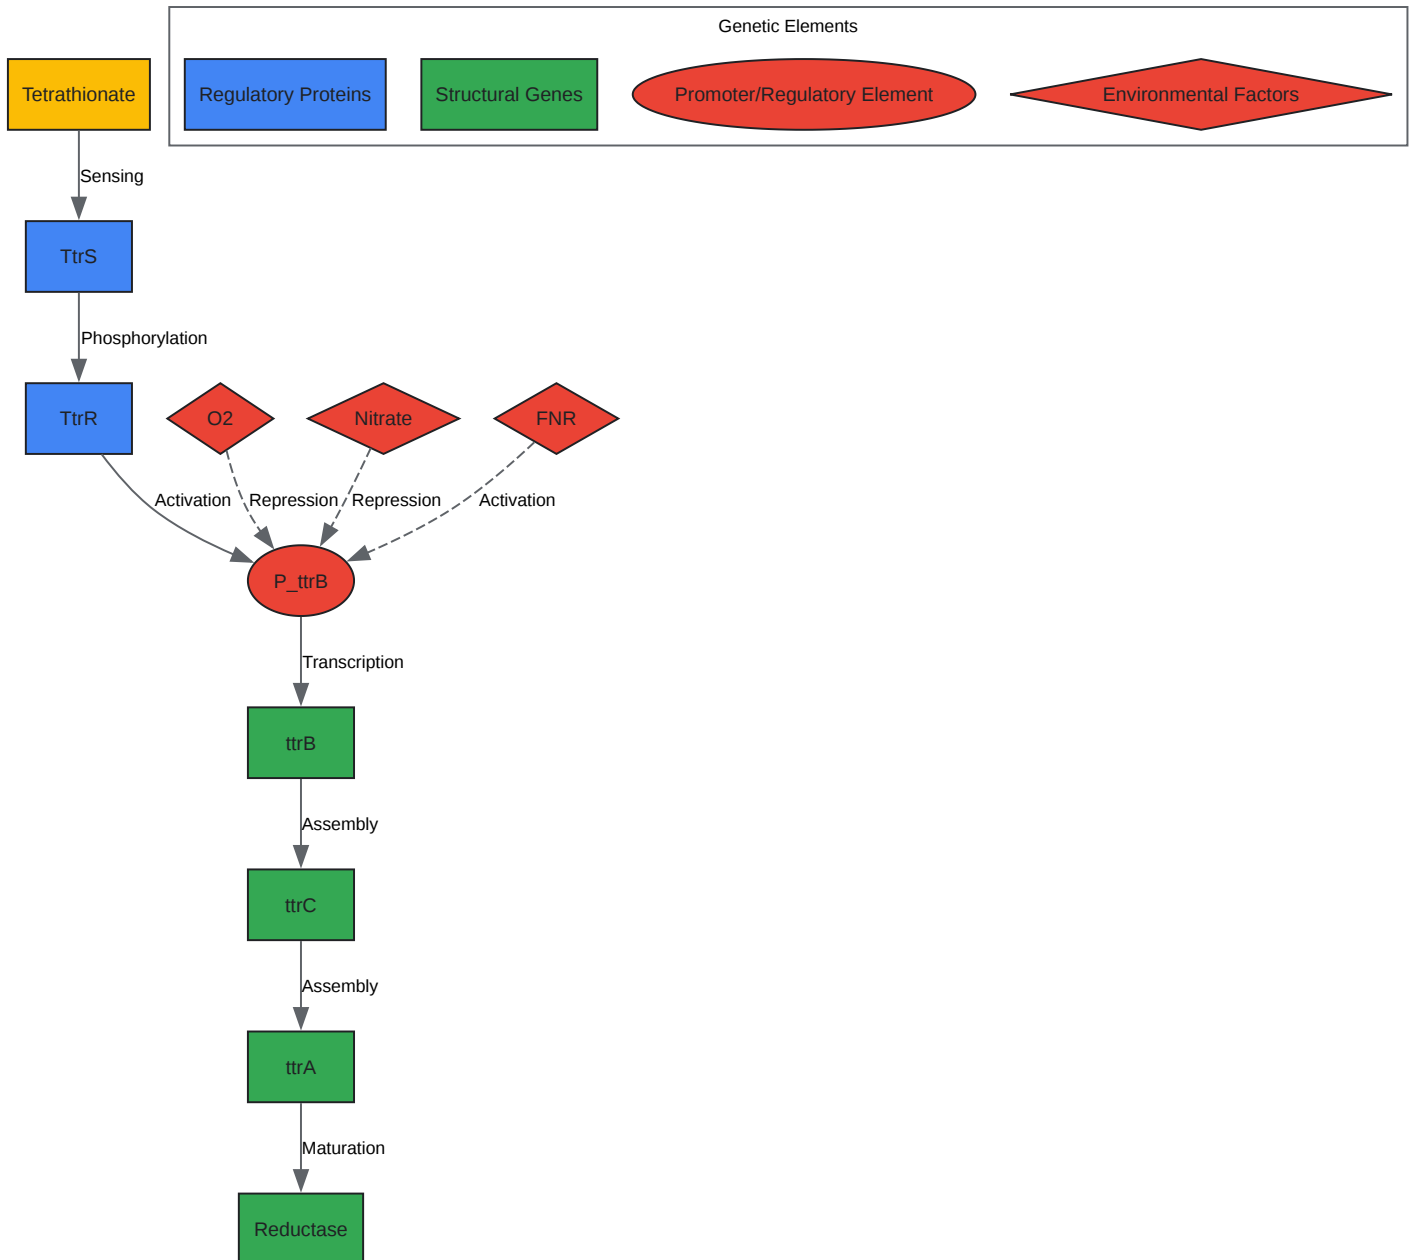 Genetic Elements
Tetrathionate
Regulatory Proteins
Structural Genes
Promoter/Regulatory Element
Environmental Factors
Sensing
TtrS
Phosphorylation
TtrR
O2
Nitrate
FNR
Activation
Repression
Repression
Activation
P_ttrB
Transcription
ttrB
Assembly
ttrC
Assembly
ttrA
Maturation
Reductase